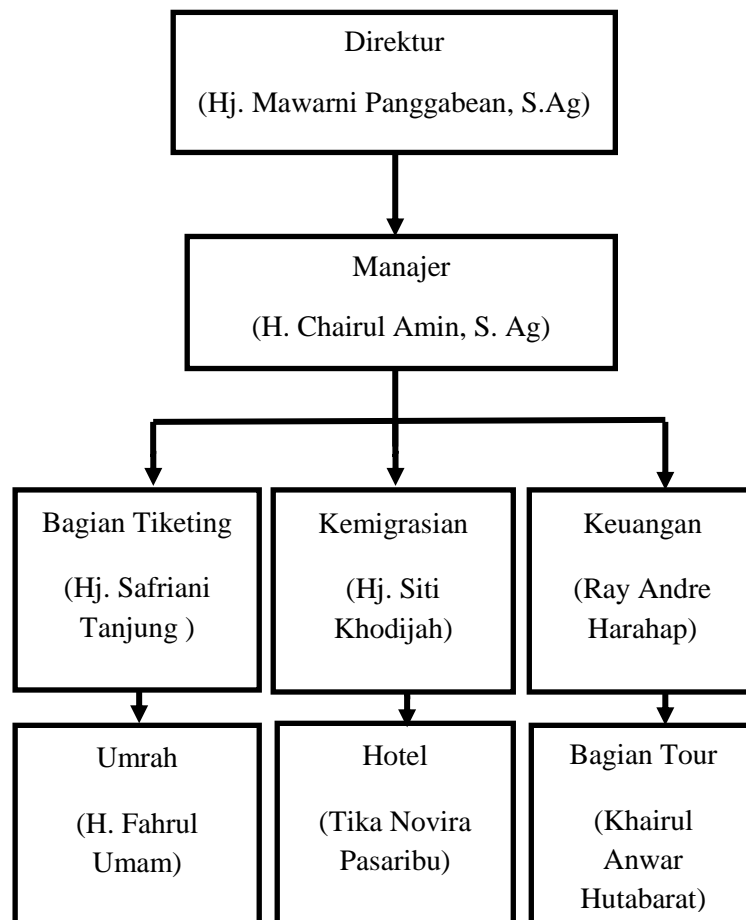 Direktur
(Hj. Mawarni Panggabean, S.Ag)
Manajer
(H. Chairul Amin, S. Ag)
Bagian Tiketing
(Hj. Safriani
Tanjung )
Kemigrasian
(Hj. Siti
Khodijah)
Keuangan
(Ray Andre
Harahap)
Umrah
(H. Fahrul
Umam)
Hotel
(Tika Novira
Pasaribu)
Bagian Tour
(Khairul
Anwar
Hutabarat)